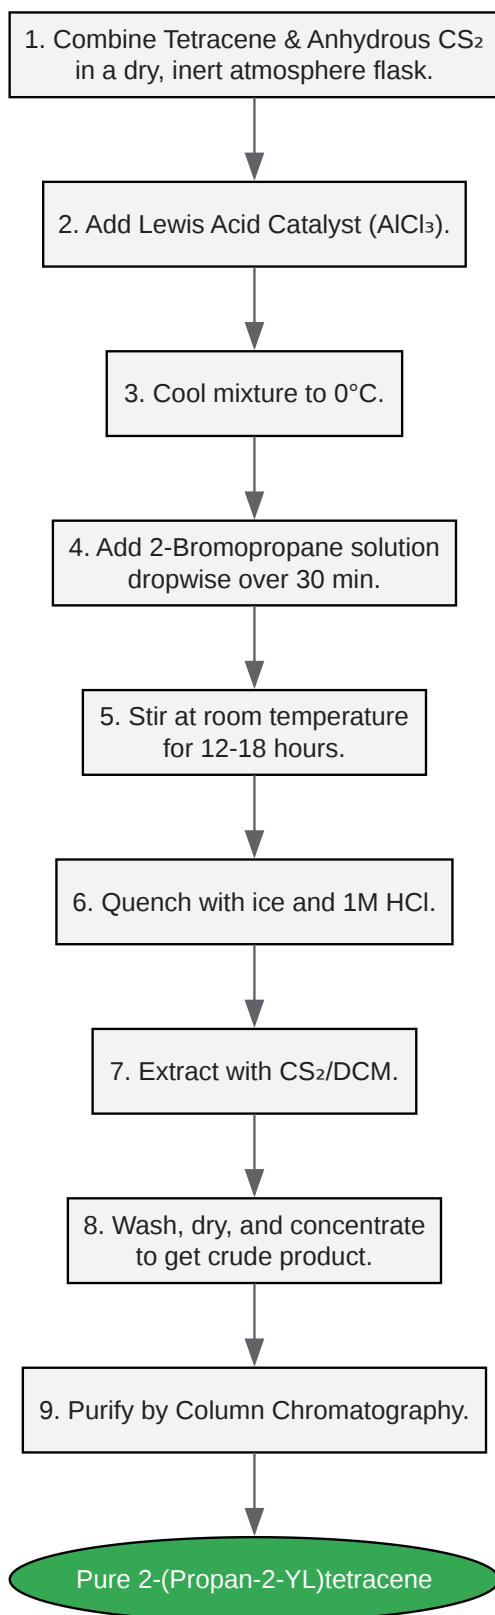 1. Combine Tetracene & Anhydrous CS₂
in a dry, inert atmosphere flask.
2. Add Lewis Acid Catalyst (AlCl₃).
3. Cool mixture to 0°C.
4. Add 2-Bromopropane solution
dropwise over 30 min.
5. Stir at room temperature
for 12-18 hours.
6. Quench with ice and 1M HCl.
7. Extract with CS₂/DCM.
8. Wash, dry, and concentrate
to get crude product.
9. Purify by Column Chromatography.
Pure 2-(Propan-2-YL)tetracene